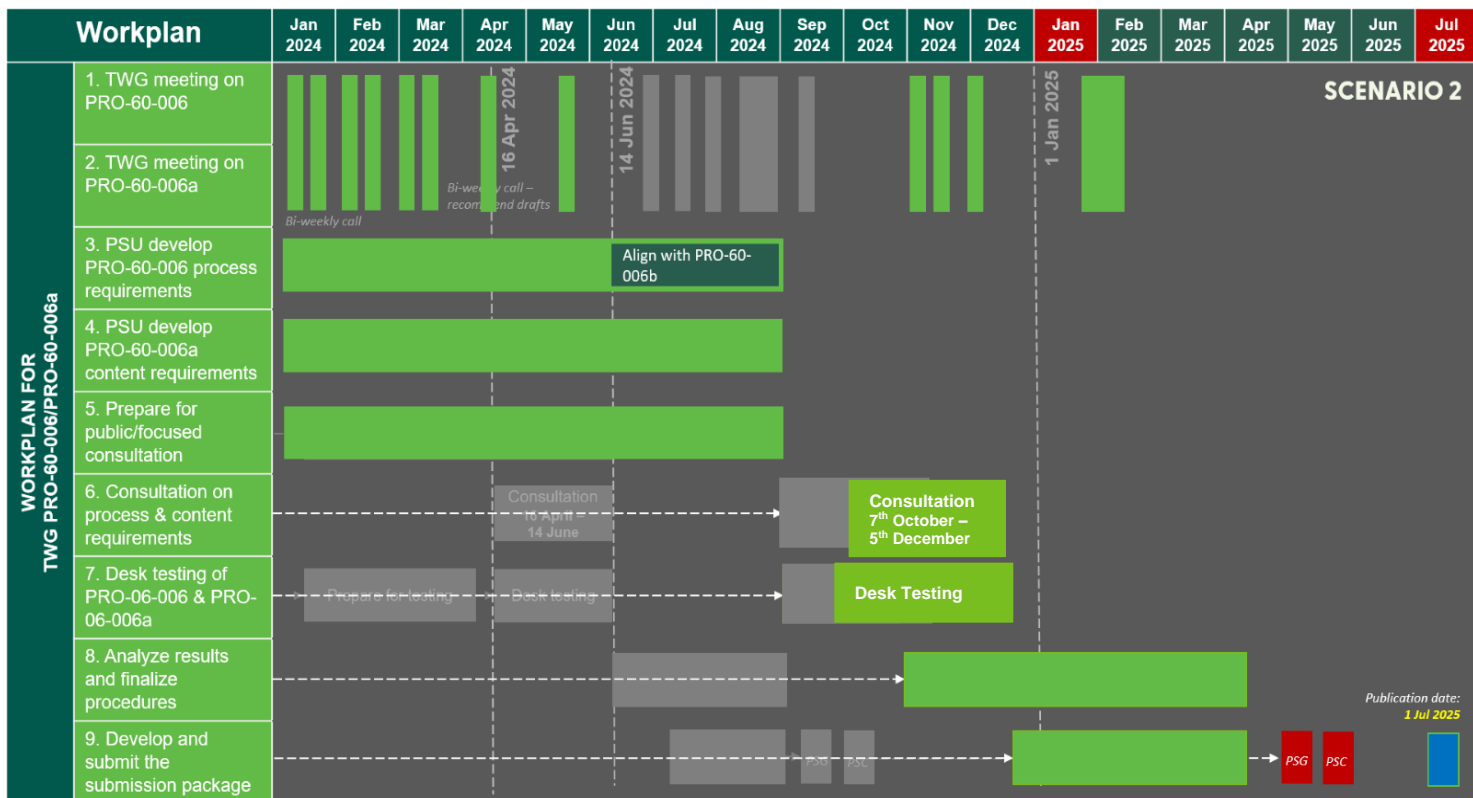 Workplan
Jan
2024
Feb
2024
Mar
2024
Apr
2024
May
2024
Jun
2024
Jul
2024
Aug
2024
Sep
2024
Oct
2024
Nov
2024
Dec
2024
Jan
2025
Feb
2025
Mar
2025
Apr
2025
May
2025
Jun
2025
Jul
2025
WORKPLAN FOR
TWG PRO-60-006/PRO-60-006a
SCENARIO 2
1. TWG meeting on
PRO-60-006
16 Apr 2024
14 Jun 2024
1 Jan 2025
2. TWG meeting on
PRO-60-006a
Bi-weekly call –
recommend drafts
Bi-weekly call
3. PSU develop
PRO-60-006 process
requirements
Align with PRO-60-
006b
4. PSU develop
PRO-60-006a
content requirements
5. Prepare for
public/focused
consultation
6. Consultation on
process & content
requirements
Consultation
16 April –
14 June
Consultation
7th October –
5th December
7. Desk testing of
PRO-06-006 & PRO-
06-006a
Prepare for testing
Desk testing
Desk Testing
8. Analyze results
and finalize
procedures
Publication date:
1 Jul 2025
9. Develop and
submit the
submission package
PSG
PSC
PSG
PSC